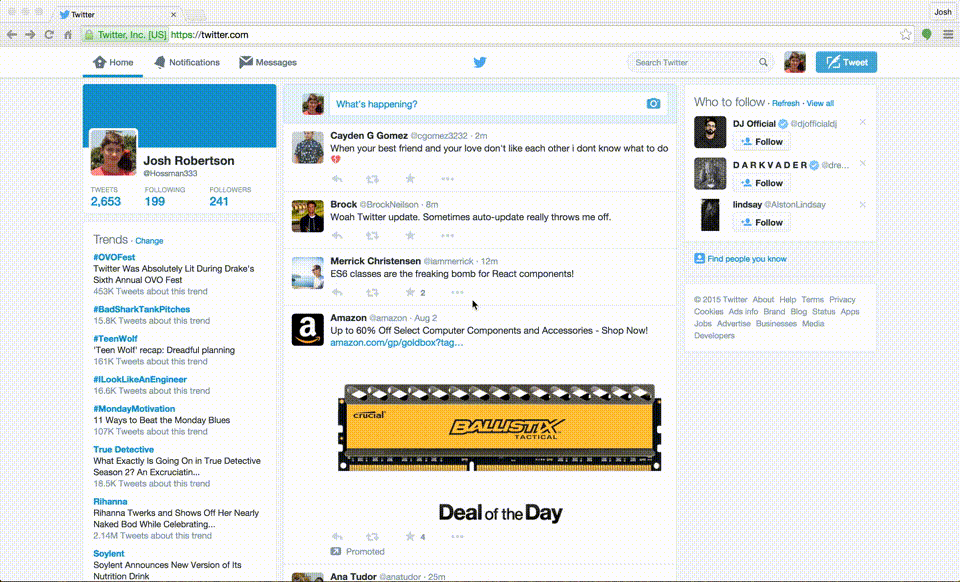 Twitter
Josh
Twitter, Inc. [US] https://twitter.com
Home Notifications Messages
Search Twitter
Tweet
Josh Robertson
@Hossman333
TWEETS FOLLOWING FOLLOWERS
2,653 199 241
Trends · Change
#OVOFest
Twitter Was Absolutely Lit During Drake's
Sixth Annual OVO Fest
453K Tweets about this trend
#BadSharkTankPitches
15.8K Tweets about this trend
#TeenWolf
'Teen Wolf' recap: Dreadful planning
161K Tweets about this trend
#ILookLikeAnEngineer
16.6K Tweets about this trend
#MondayMotivation
11 Ways to Beat the Monday Blues
107K Tweets about this trend
True Detective
What Exactly Is Going On in True Detective
Season 2? An Excruciatin...
18.5K Tweets about this trend
Rihanna
Rihanna Twerks and Shows Off Her Nearly
Naked Bod While Celebrating...
2.14M Tweets about this trend
Soylent
Soylent Announces New Version of Its
Nutrition Drink
What's happening?
Cayden G Gomez @cgomez3232 · 2m
When your best friend and your love don't like each other i dont know what to do
💔
Brock @BrockNeilson · 8m
Woah Twitter update. Sometimes auto-update really throws me off.
Merrick Christensen @iammerrick · 12m
ES6 classes are the freaking bomb for React components!
2
Amazon @amazon · Aug 2
Up to 60% Off Select Computer Components and Accessories - Shop Now!
amazon.com/gp/goldbox?tag...
crucial
BALLISTIX
TACTICAL
Deal of the Day
4
Promoted
Ana Tudor @anatudor · 25m
Who to follow · Refresh · View all
DJ Official @djofficialdj
Follow
D A R K V A D E R @dre...
Follow
lindsay @AlstonLindsay
Follow
Find people you know
© 2015 Twitter About Help Terms Privacy
Cookies Ads info Brand Blog Status Apps
Jobs Advertise Businesses Media
Developers